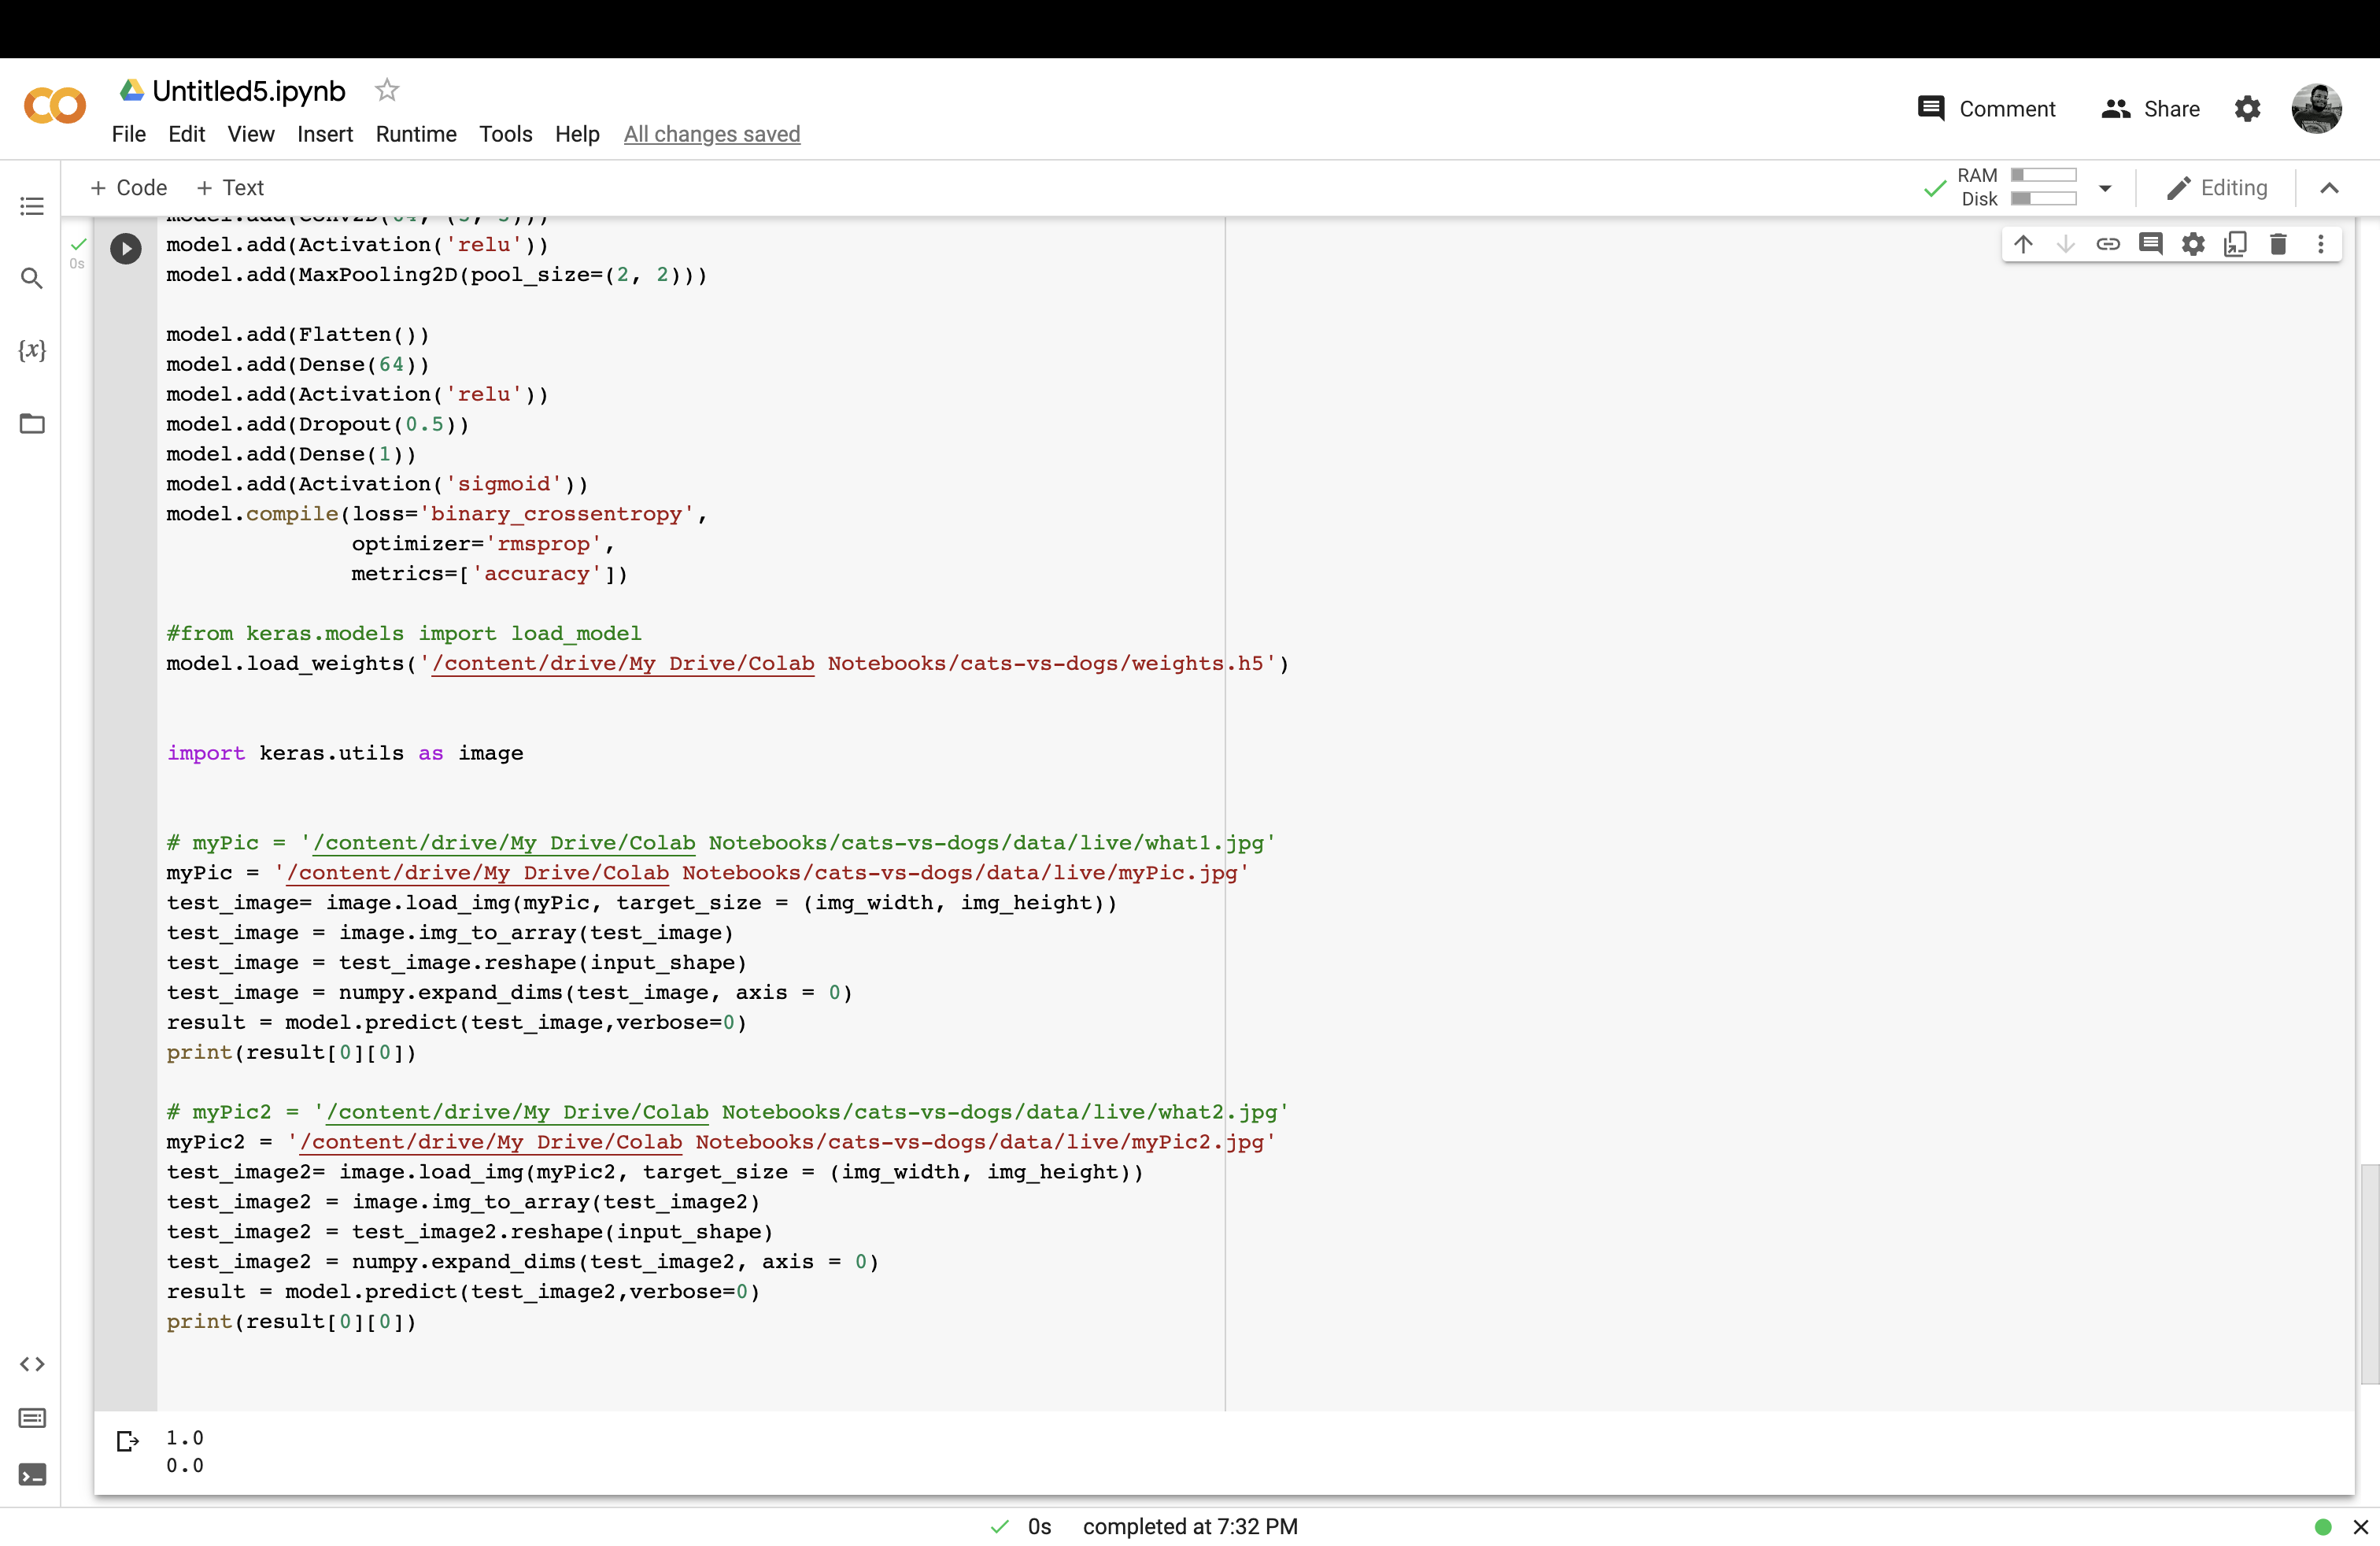 Untitled5.ipynb
File Edit View Insert Runtime Tools Help All changes saved
Comment Share
+ Code + Text
RAM
Disk
Editing
model.add(Conv2D(64, (3, 3)))
0s
model.add(Activation('relu'))
model.add(MaxPooling2D(pool_size=(2, 2)))
model.add(Flatten())
model.add(Dense(64))
model.add(Activation('relu'))
model.add(Dropout(0.5))
model.add(Dense(1))
model.add(Activation('sigmoid'))
model.compile(loss='binary_crossentropy',
optimizer='rmsprop',
metrics=['accuracy'])
#from keras.models import load_model
model.load_weights('/content/drive/My Drive/Colab Notebooks/cats-vs-dogs/weights.h5')
import keras.utils as image
# myPic = '/content/drive/My Drive/Colab Notebooks/cats-vs-dogs/data/live/what1.jpg'
myPic = '/content/drive/My Drive/Colab Notebooks/cats-vs-dogs/data/live/myPic.jpg'
test_image= image.load_img(myPic, target_size = (img_width, img_height))
test_image = image.img_to_array(test_image)
test_image = test_image.reshape(input_shape)
test_image = numpy.expand_dims(test_image, axis = 0)
result = model.predict(test_image,verbose=0)
print(result[0][0])
# myPic2 = '/content/drive/My Drive/Colab Notebooks/cats-vs-dogs/data/live/what2.jpg'
myPic2 = '/content/drive/My Drive/Colab Notebooks/cats-vs-dogs/data/live/myPic2.jpg'
test_image2= image.load_img(myPic2, target_size = (img_width, img_height))
test_image2 = image.img_to_array(test_image2)
test_image2 = test_image2.reshape(input_shape)
test_image2 = numpy.expand_dims(test_image2, axis = 0)
result = model.predict(test_image2,verbose=0)
print(result[0][0])
1.0
0.0
0s completed at 7:32 PM